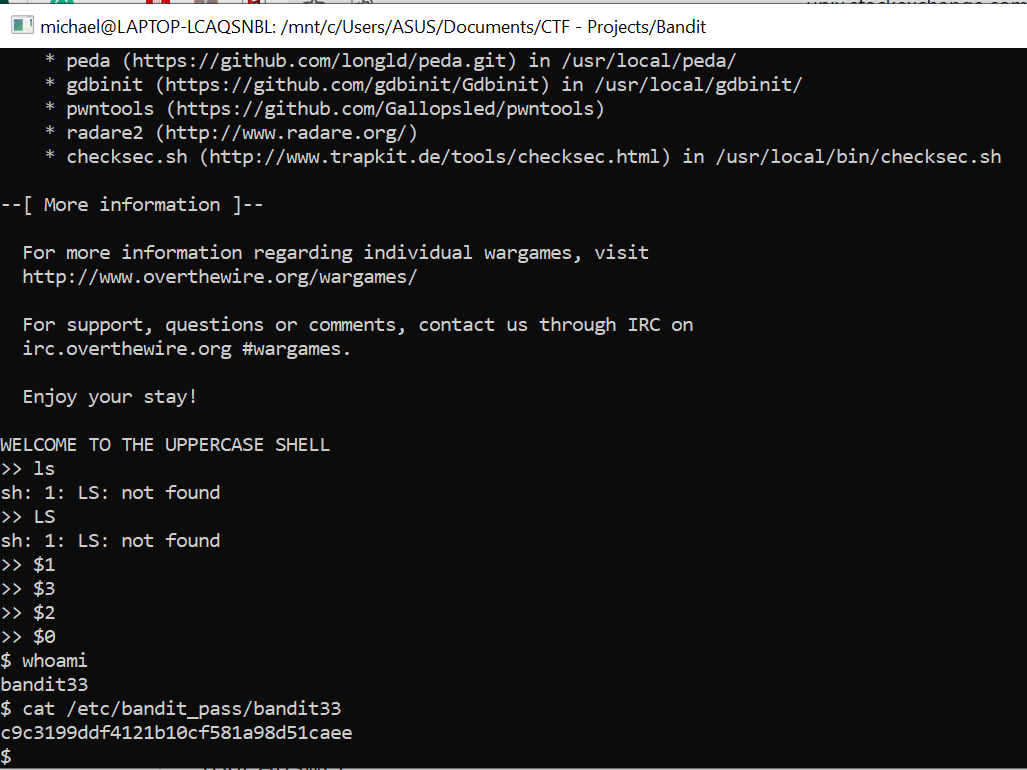 michael@LAPTOP-LCAQSNBL: /mnt/c/Users/ASUS/Documents/CTF - Projects/Bandit
* peda (https://github.com/longld/peda.git) in /usr/local/peda/
* gdbinit (https://github.com/gdbinit/Gdbinit) in /usr/local/gdbinit/
* pwntools (https://github.com/Gallopsled/pwntools)
* radare2 (http://www.radare.org/)
* checksec.sh (http://www.trapkit.de/tools/checksec.html) in /usr/local/bin/checksec.sh
--[ More information ]--
For more information regarding individual wargames, visit
http://www.overthewire.org/wargames/
For support, questions or comments, contact us through IRC on
irc.overthewire.org #wargames.
Enjoy your stay!
WELCOME TO THE UPPERCASE SHELL
>> ls
sh: 1: LS: not found
>> LS
sh: 1: LS: not found
>> $1
>> $3
>> $2
>> $0
$ whoami
bandit33
$ cat /etc/bandit_pass/bandit33
c9c3199ddf4121b10cf581a98d51caee
$